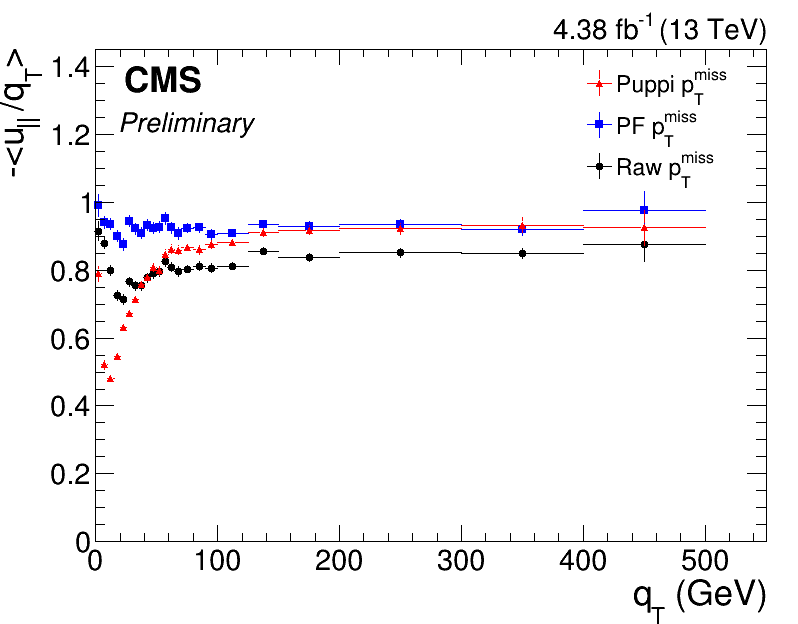 4.38 fb-1 (13 TeV)
CMS
Preliminary
Puppi pTmiss
PF pTmiss
Raw pTmiss
-<u||/qT>
1.4
1.2
1
0.8
0.6
0.4
0.2
0
0 100 200 300 400 500
qT (GeV)